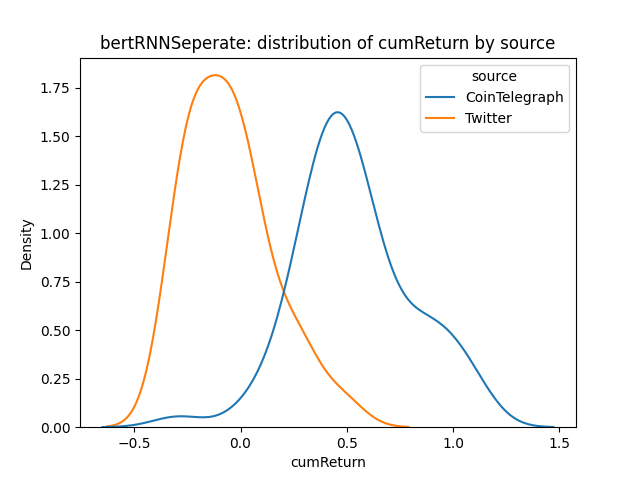 bertRNNSeperate: distribution of cumReturn by source
source
CoinTelegraph
Twitter
Density
1.75
1.50
1.25
1.00
0.75
0.50
0.25
0.00
−0.5 0.0 0.5 1.0 1.5
cumReturn